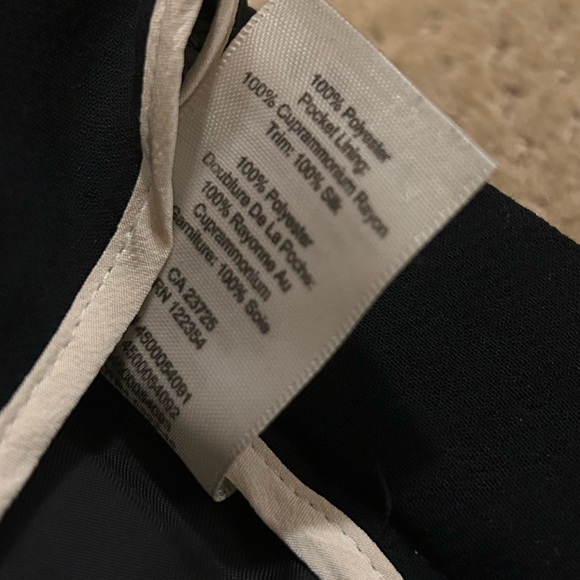 100% Polyester
Pocket Lining:
100% Cuprammonium Rayon
Trim: 100% Silk
100% Polyester
Doublure De La Poche:
100% Rayonne Au
Cuprammonium
Garniture: 100% Soie
CA 23725
RN 122354
4500084091
4500084092